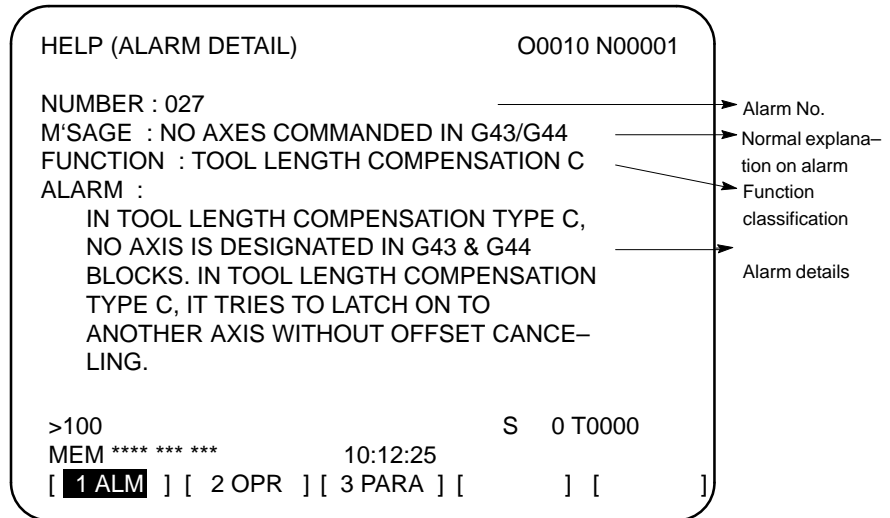 HELP (ALARM DETAIL) O0010 N00001
NUMBER : 027
M‘SAGE : NO AXES COMMANDED IN G43/G44
FUNCTION : TOOL LENGTH COMPENSATION C
ALARM :
IN TOOL LENGTH COMPENSATION TYPE C,
NO AXIS IS DESIGNATED IN G43 & G44
BLOCKS. IN TOOL LENGTH COMPENSATION
TYPE C, IT TRIES TO LATCH ON TO
ANOTHER AXIS WITHOUT OFFSET CANCE–
LING.
>100 S 0 T0000
MEM **** *** *** 10:12:25
[ 1 ALM ] [ 2 OPR ] [ 3 PARA ] [ ] [ ]
Alarm No.
Normal explana–
tion on alarm
Function
classification
Alarm details